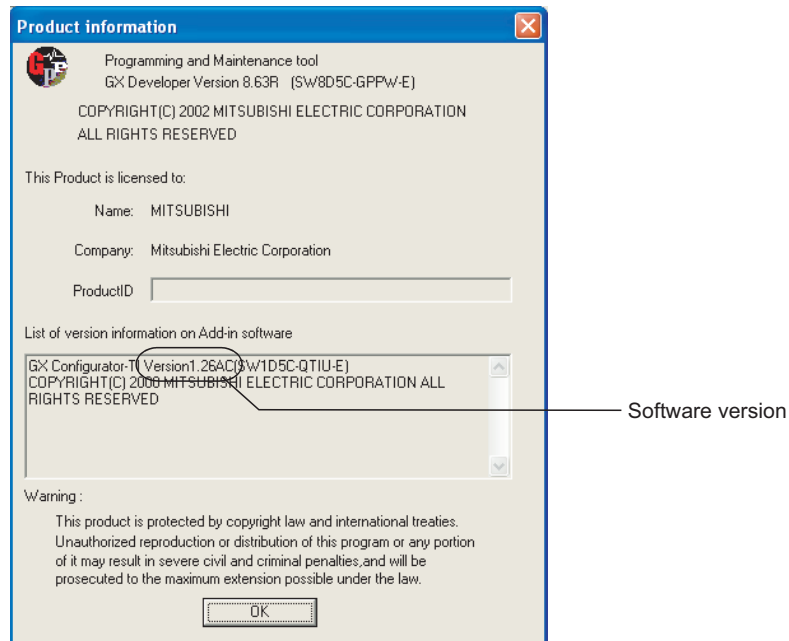 Product information
Programming and Maintenance tool
GX Developer Version 8.63R (SW8D5C-GPPW-E)
COPYRIGHT(C) 2002 MITSUBISHI ELECTRIC CORPORATION
ALL RIGHTS RESERVED
This Product is licensed to:
Name: MITSUBISHI
Company: Mitsubishi Electric Corporation
ProductID
List of version information on Add-in software
GX Configurator-TI Version1.26AC(SW1D5C-QTIU-E)
COPYRIGHT(C) 2000 MITSUBISHI ELECTRIC CORPORATION ALL
RIGHTS RESERVED
Software version
Warning :
This product is protected by copyright law and international treaties.
Unauthorized reproduction or distribution of this program or any portion
of it may result in severe civil and criminal penalties,and will be
prosecuted to the maximum extension possible under the law.
OK